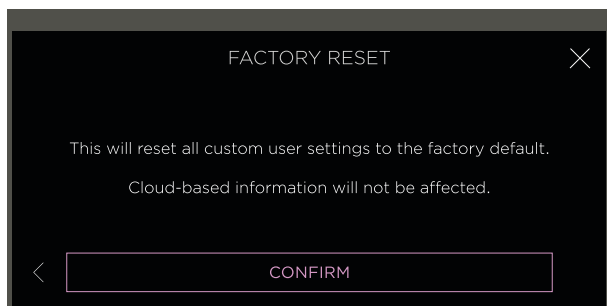 FACTORY RESET
This will reset all custom user settings to the factory default.
Cloud-based information will not be affected.
CONFIRM